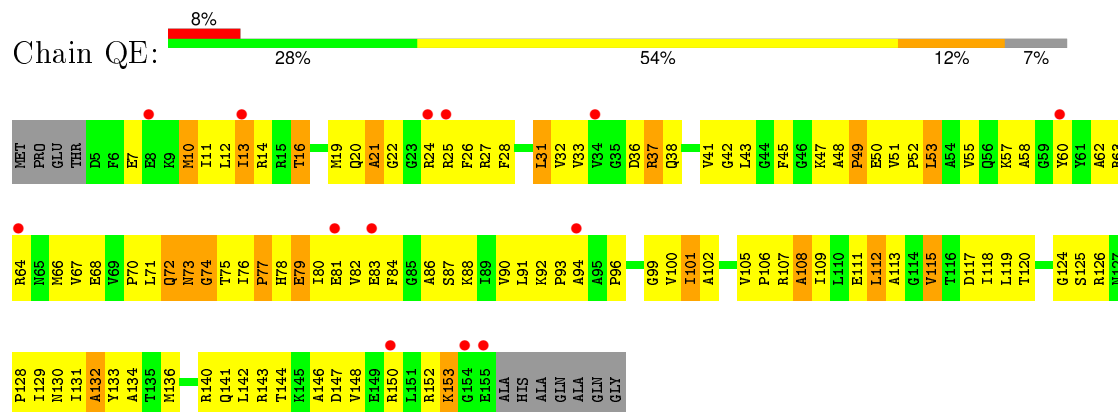 8%
Chain QE:
28% 54% 12% 7%
MET PRO GLU THR D5 F6 E7 E8 K9 M10 I11 L12 I13 R14 R15 T16 M19 Q20 A21 G22 G23 R24 R25 F26 R27 F28 L31 V32 V33 V34 G35 D36 R37 Q38 V41 G42 L43 G44 F45 G46 K47 A48 P49 E50 V51 P52 L53 A54 V55 Q56 K57 A58 G59 Y60 Y61 A62 R63
R64 N65 M66 V67 E68 V69 P70 L71 Q72 N73 G74 T75 I76 P77 H78 E79 I80 E81 V82 E83 F84 G85 A86 S87 K88 I89 V90 L91 K92 P93 A94 A95 P96 G99 V100 I101 A102 V105 P106 R107 A108 I109 L110 E111 L112 A113 G114 V115 T116 D117 I118 L119 T120 G124 S125 R126 N127
P128 I129 N130 I131 A132 Y133 A134 T135 M136 R140 Q141 L142 R143 T144 K145 A146 D147 V148 E149 R150 L151 R152 K153 G154 E155 ALA HIS ALA GLN ALA GLN GLY